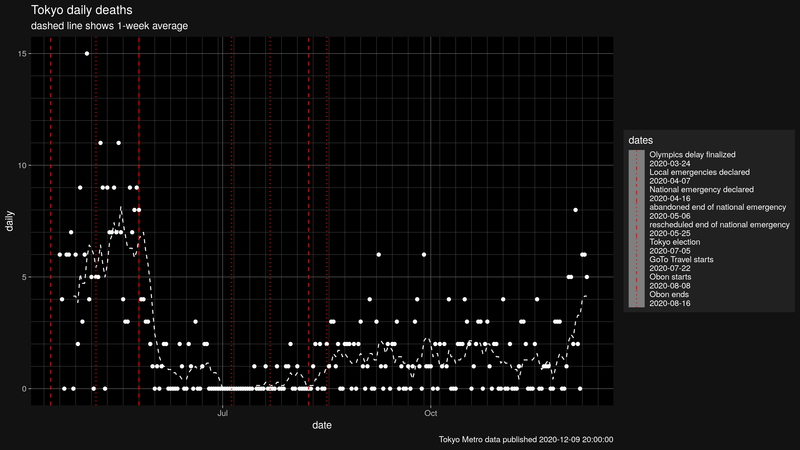 Tokyo daily deaths
dashed line shows 1-week average
15
10
5
0
daily
Jul
Oct
date
dates
Olympics delay finalized
2020-03-24
Local emergencies declared
2020-04-07
National emergency declared
2020-04-16
abandoned end of national emergency
2020-05-06
rescheduled end of national emergency
2020-05-25
Tokyo election
2020-07-05
GoTo Travel starts
2020-07-22
Obon starts
2020-08-08
Obon ends
2020-08-16
Tokyo Metro data published 2020-12-09 20:00:00